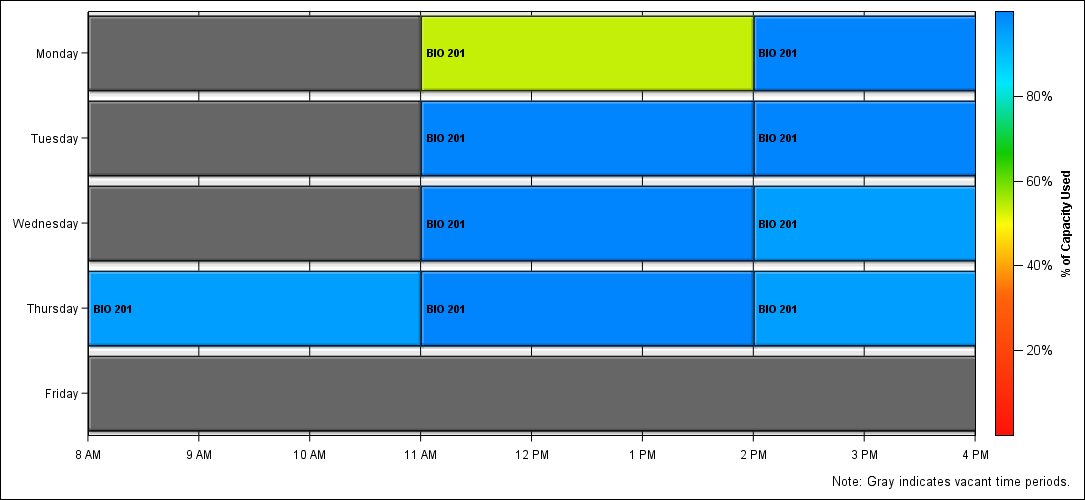 Monday
BIO 201
BIO 201
Tuesday
BIO 201
BIO 201
Wednesday
BIO 201
BIO 201
Thursday
BIO 201
BIO 201
BIO 201
Friday
8 AM 9 AM 10 AM 11 AM 12 PM 1 PM 2 PM 3 PM 4 PM
80%
60%
40%
20%
% of Capacity Used
Note: Gray indicates vacant time periods.